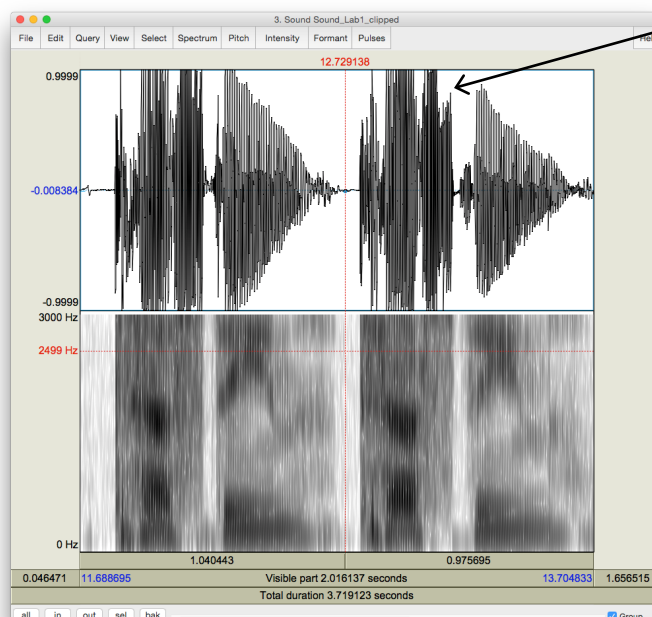 3. Sound Sound_Lab1_clipped
File Edit Query View Select Spectrum Pitch Intensity Formant Pulses
12.729138
0.9999
-0.008384
-0.9999
3000 Hz
2499 Hz
0 Hz
1.040443 0.975695
0.046471 11.688695 Visible part 2.016137 seconds 13.704833 1.656515
Total duration 3.719123 seconds
all in out sel bak Group